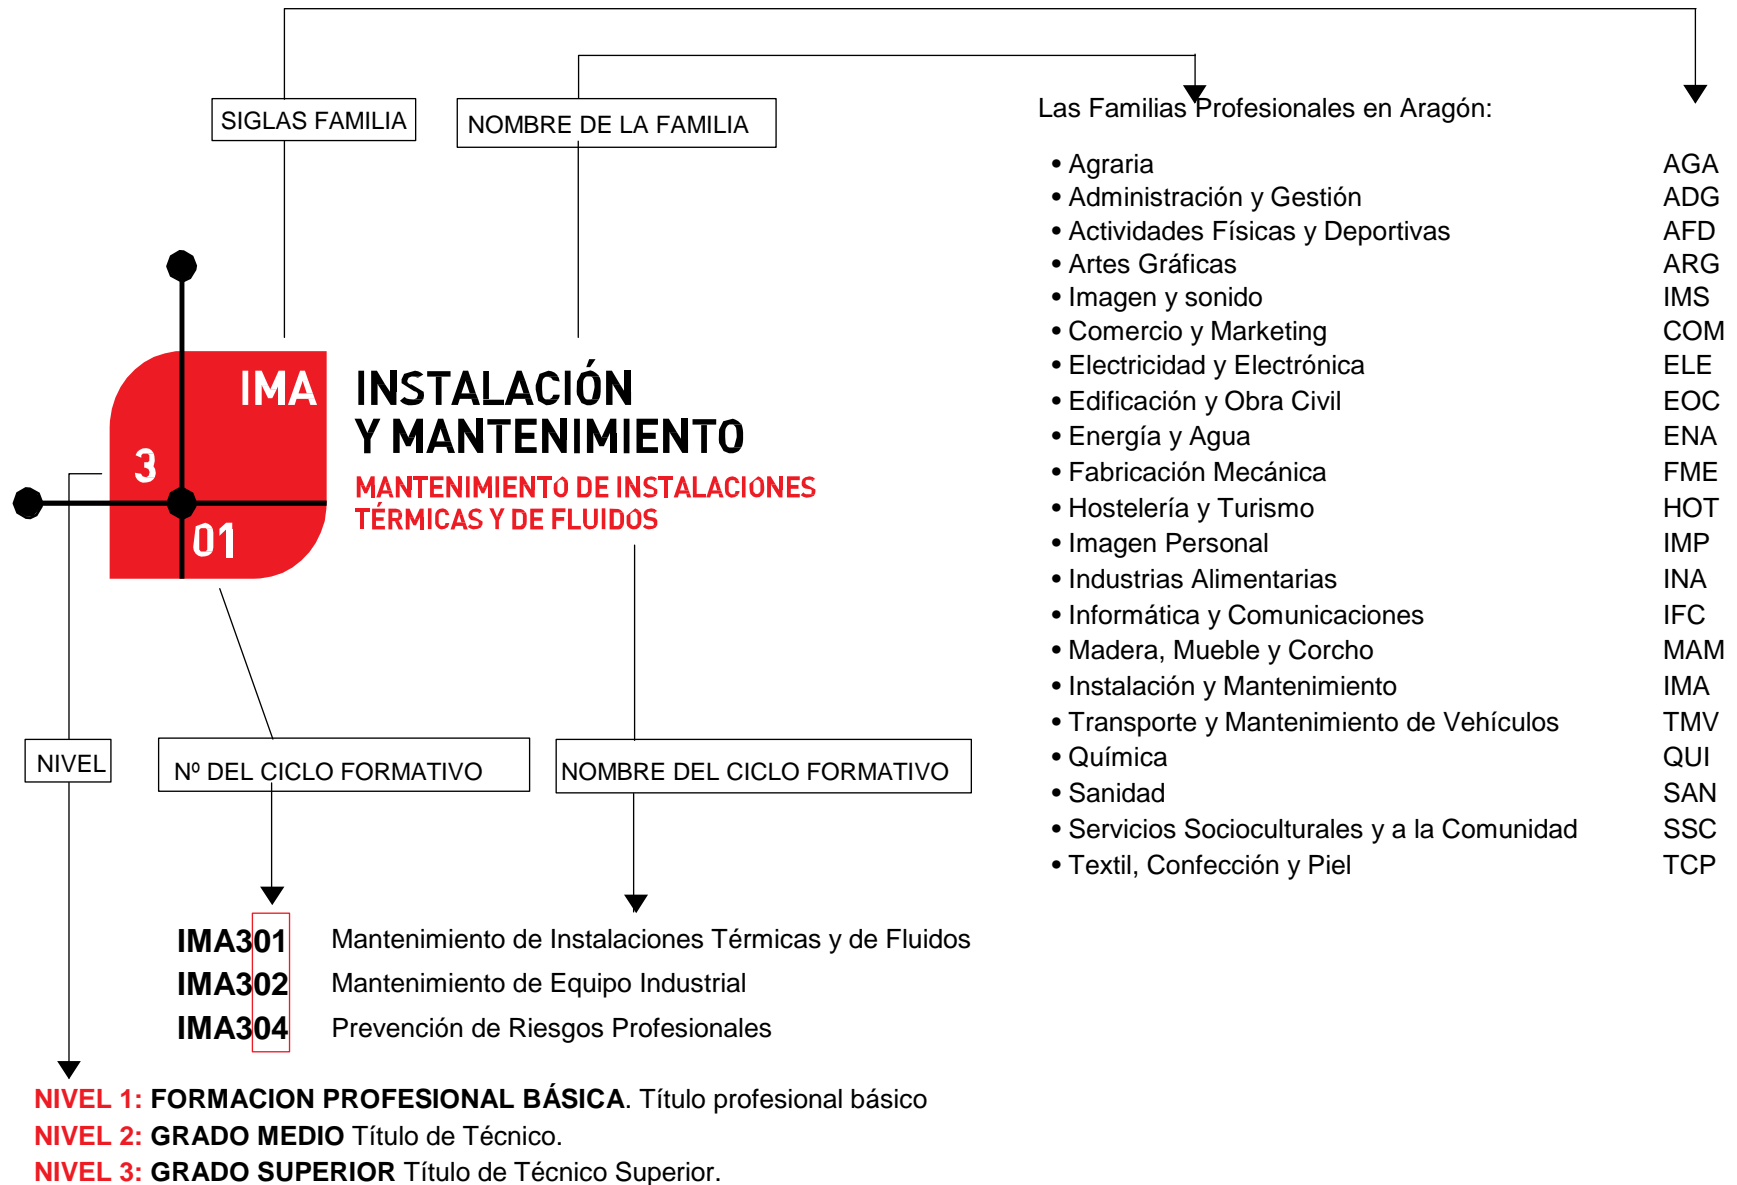 SIGLAS FAMILIA
NOMBRE DE LA FAMILIA
IMA
3
01
INSTALACIÓN
Y MANTENIMIENTO
MANTENIMIENTO DE INSTALACIONES
TÉRMICAS Y DE FLUIDOS
NIVEL
Nº DEL CICLO FORMATIVO
NOMBRE DEL CICLO FORMATIVO
IMA301 Mantenimiento de Instalaciones Térmicas y de Fluidos
IMA302 Mantenimiento de Equipo Industrial
IMA304 Prevención de Riesgos Profesionales
NIVEL 1: FORMACION PROFESIONAL BÁSICA. Título profesional básico
NIVEL 2: GRADO MEDIO Título de Técnico.
NIVEL 3: GRADO SUPERIOR Título de Técnico Superior.
Las Familias Profesionales en Aragón:
• Agraria AGA
• Administración y Gestión ADG
• Actividades Físicas y Deportivas AFD
• Artes Gráficas ARG
• Imagen y sonido IMS
• Comercio y Marketing COM
• Electricidad y Electrónica ELE
• Edificación y Obra Civil EOC
• Energía y Agua ENA
• Fabricación Mecánica FME
• Hostelería y Turismo HOT
• Imagen Personal IMP
• Industrias Alimentarias INA
• Informática y Comunicaciones IFC
• Madera, Mueble y Corcho MAM
• Instalación y Mantenimiento IMA
• Transporte y Mantenimiento de Vehículos TMV
• Química QUI
• Sanidad SAN
• Servicios Socioculturales y a la Comunidad SSC
• Textil, Confección y Piel TCP